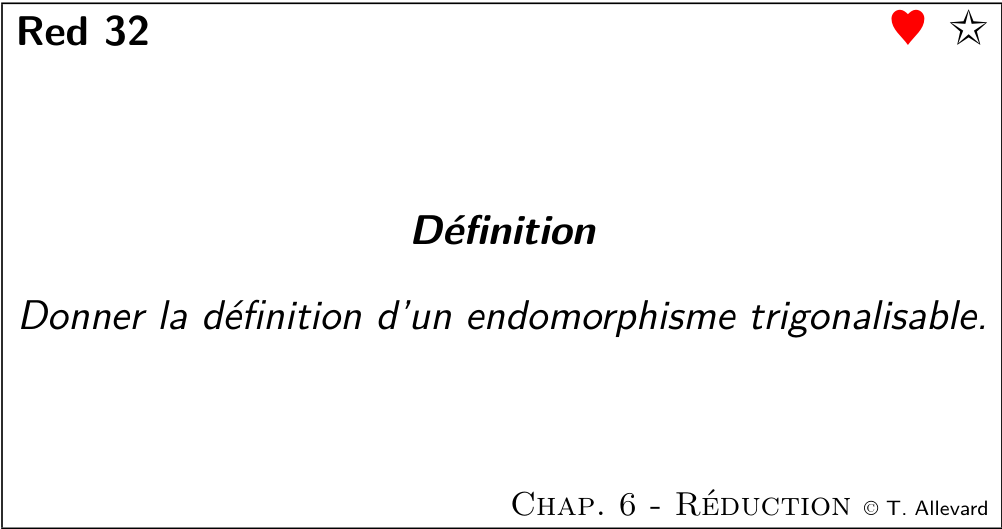 Red 32
Définition
Donner la définition d'un endomorphisme trigonalisable.
Chap. 6 - Réduction © T. Allevard